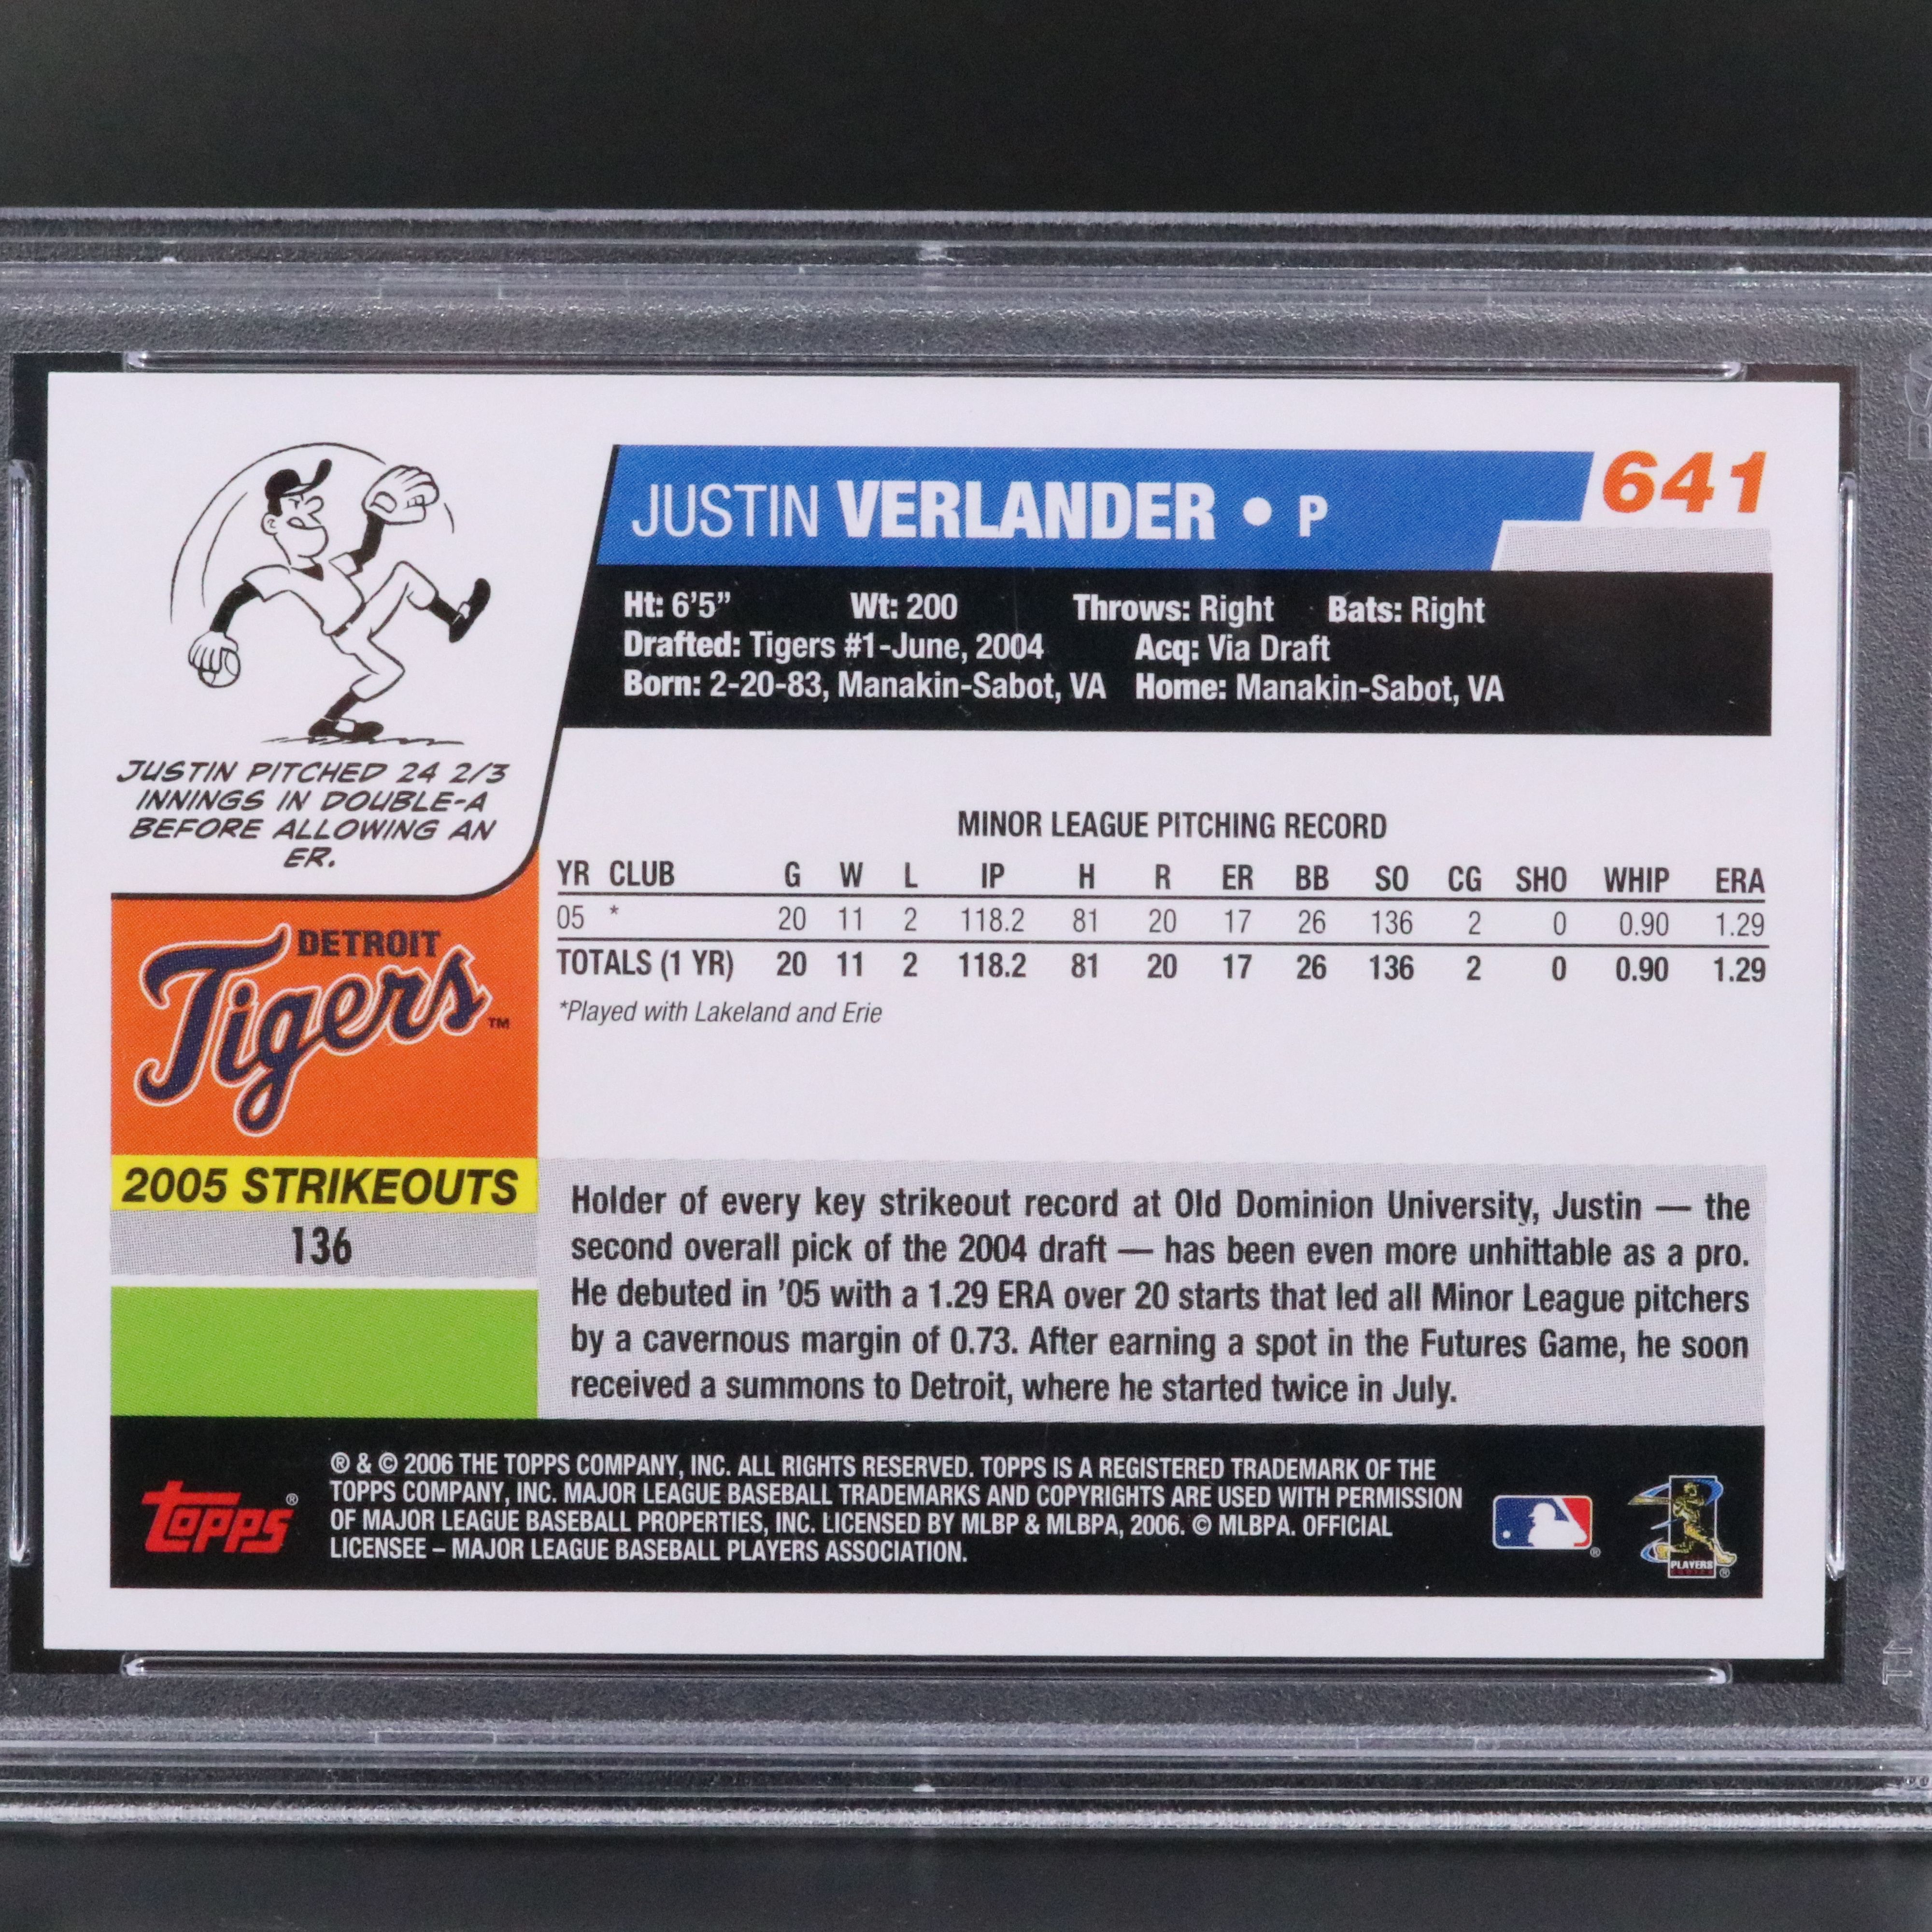 JUSTIN VERLANDER • P
641
Ht: 6'5” Wt: 200 Throws: Right Bats: Right
Drafted: Tigers #1-June, 2004 Acq: Via Draft
Born: 2-20-83, Manakin-Sabot, VA Home: Manakin-Sabot, VA
JUSTIN PITCHED 24 2/3
INNINGS IN DOUBLE-A
BEFORE ALLOWING AN
ER.
MINOR LEAGUE PITCHING RECORD
YR CLUB G W L IP H R ER BB SO CG SHO WHIP ERA
05 * 20 11 2 118.2 81 20 17 26 136 2 0 0.90 1.29
TOTALS (1 YR) 20 11 2 118.2 81 20 17 26 136 2 0 0.90 1.29
*Played with Lakeland and Erie
DETROIT
Tigers™
2005 STRIKEOUTS
136
Holder of every key strikeout record at Old Dominion University, Justin — the
second overall pick of the 2004 draft — has been even more unhittable as a pro.
He debuted in ’05 with a 1.29 ERA over 20 starts that led all Minor League pitchers
by a cavernous margin of 0.73. After earning a spot in the Futures Game, he soon
received a summons to Detroit, where he started twice in July.
topps®
® & © 2006 THE TOPPS COMPANY, INC. ALL RIGHTS RESERVED. TOPPS IS A REGISTERED TRADEMARK OF THE
TOPPS COMPANY, INC. MAJOR LEAGUE BASEBALL TRADEMARKS AND COPYRIGHTS ARE USED WITH PERMISSION
OF MAJOR LEAGUE BASEBALL PROPERTIES, INC. LICENSED BY MLBP & MLBPA, 2006. © MLBPA. OFFICIAL
LICENSEE – MAJOR LEAGUE BASEBALL PLAYERS ASSOCIATION.
®
PLAYERS
®